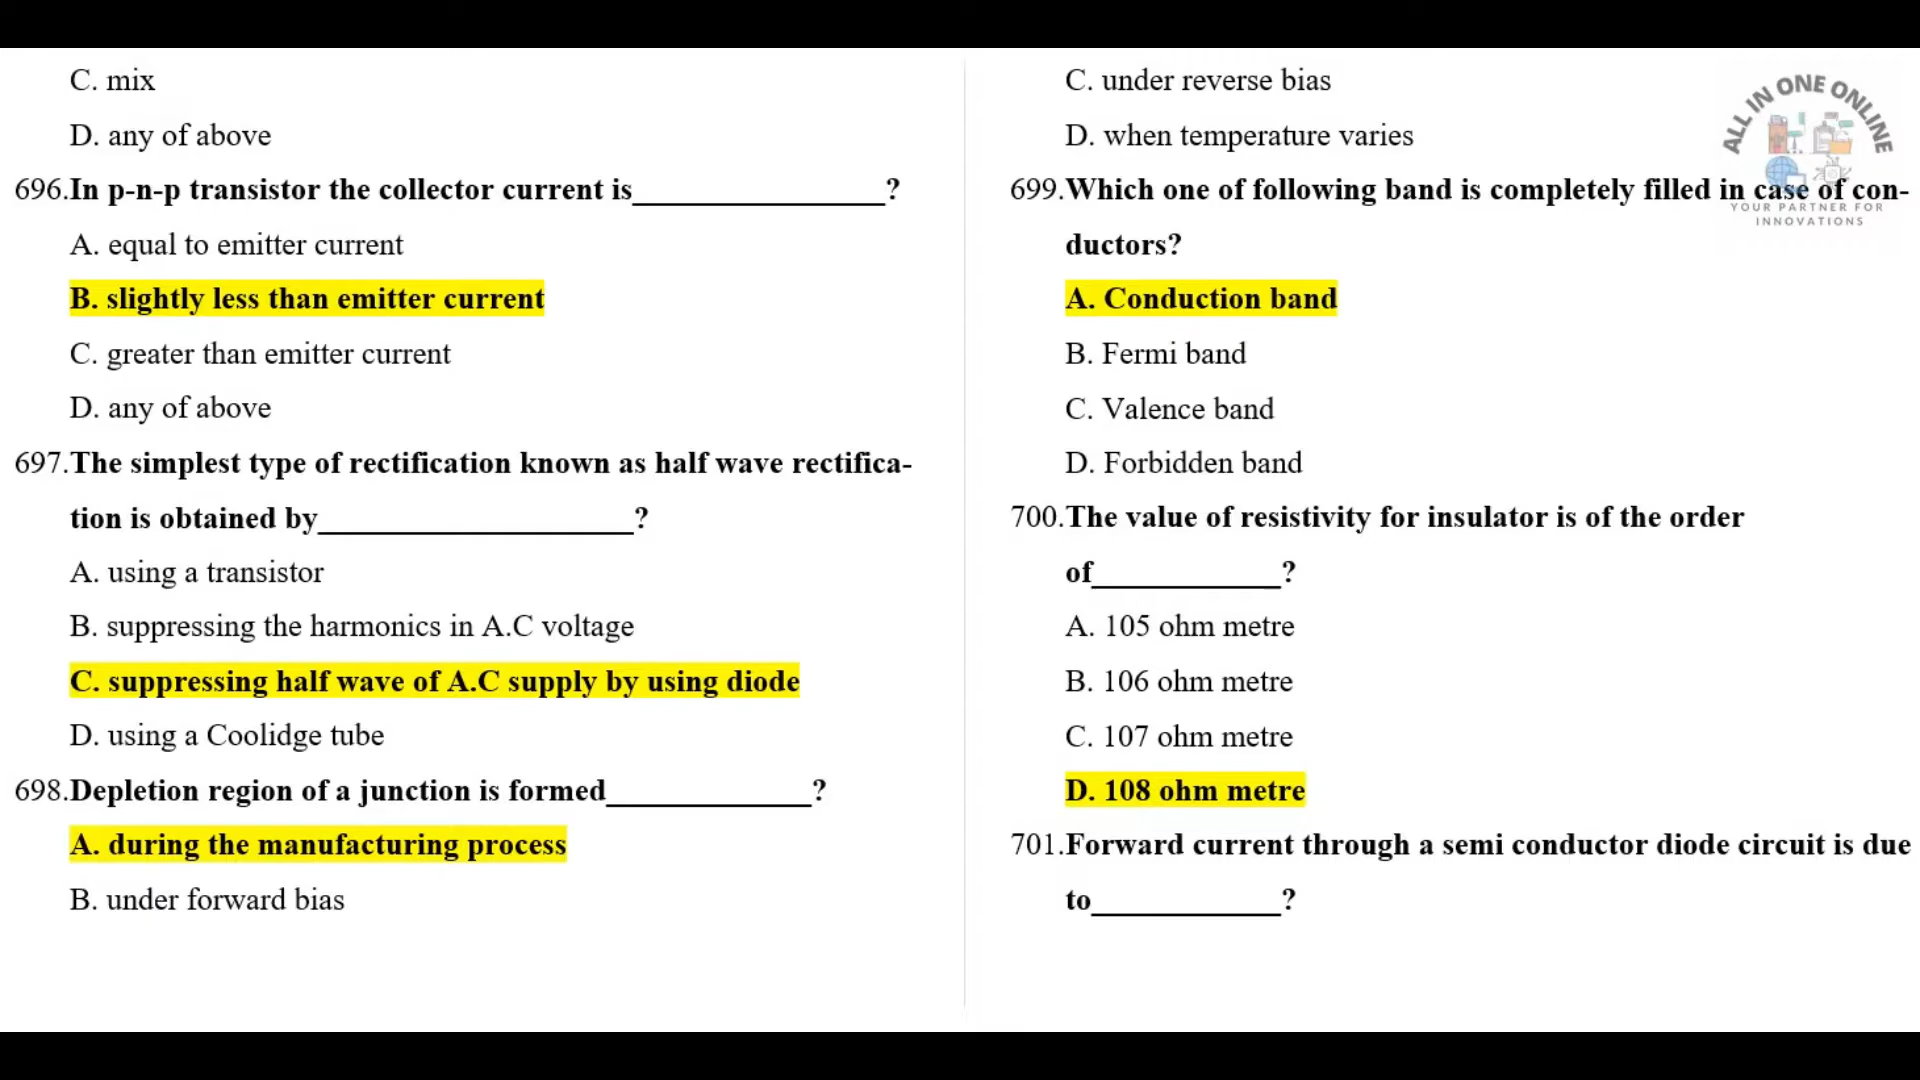 C. mix
D. any of above
696.In p-n-p transistor the collector current is________________?
A. equal to emitter current
B. slightly less than emitter current
C. greater than emitter current
D. any of above
697.The simplest type of rectification known as half wave rectifica-
tion is obtained by____________________?
A. using a transistor
B. suppressing the harmonics in A.C voltage
C. suppressing half wave of A.C supply by using diode
D. using a Coolidge tube
698.Depletion region of a junction is formed_____________?
A. during the manufacturing process
B. under forward bias
C. under reverse bias
D. when temperature varies
699.Which one of following band is completely filled in case of con-
ductors?
A. Conduction band
B. Fermi band
C. Valence band
D. Forbidden band
700.The value of resistivity for insulator is of the order
of____________?
A. 105 ohm metre
B. 106 ohm metre
C. 107 ohm metre
D. 108 ohm metre
701.Forward current through a semi conductor diode circuit is due
to____________?
ALL IN ONE ONLINE
YOUR PARTNER FOR
INNOVATIONS